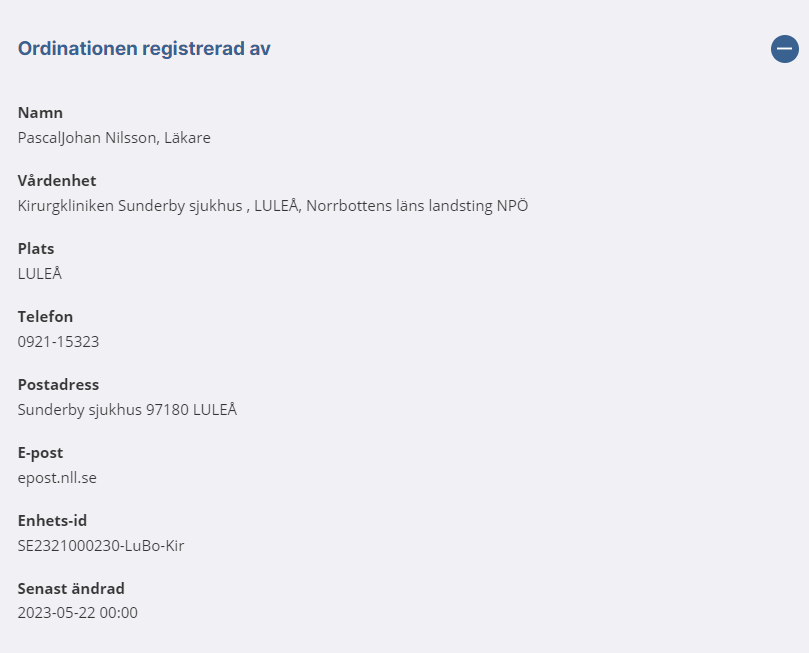 Ordinationen registrerad av
Namn
PascalJohan Nilsson, Läkare
Vårdenhet
Kirurgkliniken Sunderby sjukhus , LULEÅ, Norrbottens läns landsting NPÖ
Plats
LULEÅ
Telefon
0921-15323
Postadress
Sunderby sjukhus 97180 LULEÅ
E-post
epost.nll.se
Enhets-id
SE2321000230-LuBo-Kir
Senast ändrad
2023-05-22 00:00